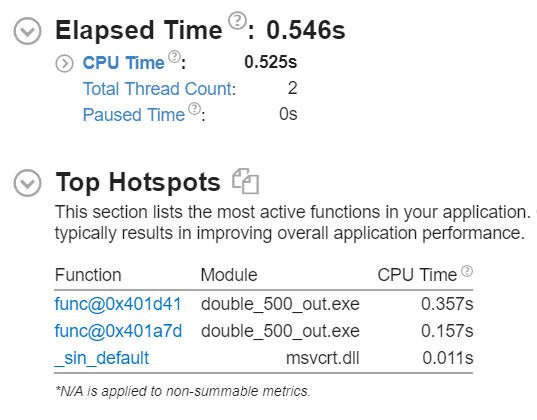 Elapsed Time ?: 0.546s
CPU Time ?: 0.525s
Total Thread Count: 2
Paused Time ?: 0s
Top Hotspots
This section lists the most active functions in your application.
typically results in improving overall application performance.
Function Module CPU Time ?
func@0x401d41 double_500_out.exe 0.357s
func@0x401a7d double_500_out.exe 0.157s
_sin_default msvcrt.dll 0.011s
*N/A is applied to non-summable metrics.